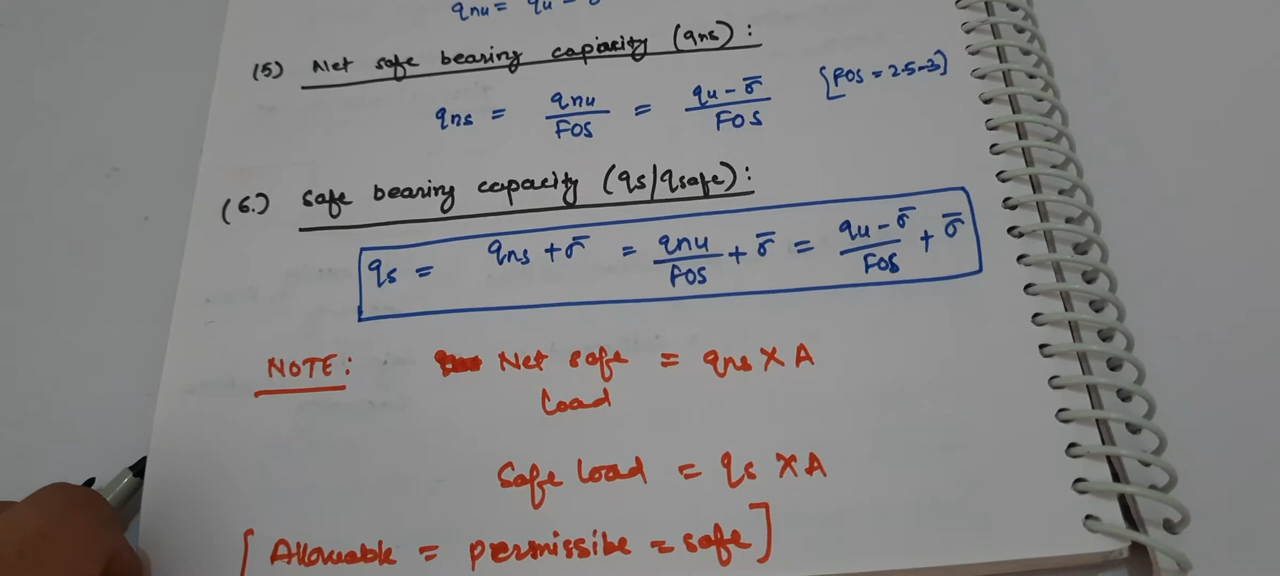 qnu = qu - σ̄
(5) Net safe bearing capiacity (qns) :
qns = qnu/FOS = qu - σ̄/FOS {FOS = 2.5-3}
(6.) safe bearing capacity (qs/qsafe) :
qs = qns + σ̄ = qnu/FOS + σ̄ = qu - σ̄/FOS + σ̄
NOTE : Net safe = qns X A
Load
Safe load = qs X A
[Allowable = permissible = safe]